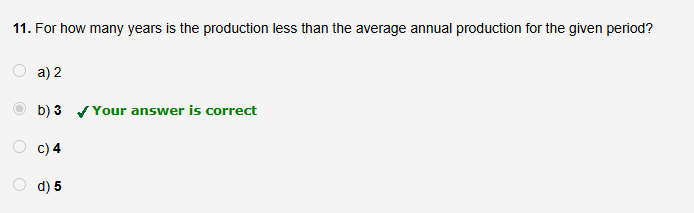 11. For how many years is the production less than the average annual production for the given period?
a) 2
b) 3 ✓Your answer is correct
c) 4
d) 5